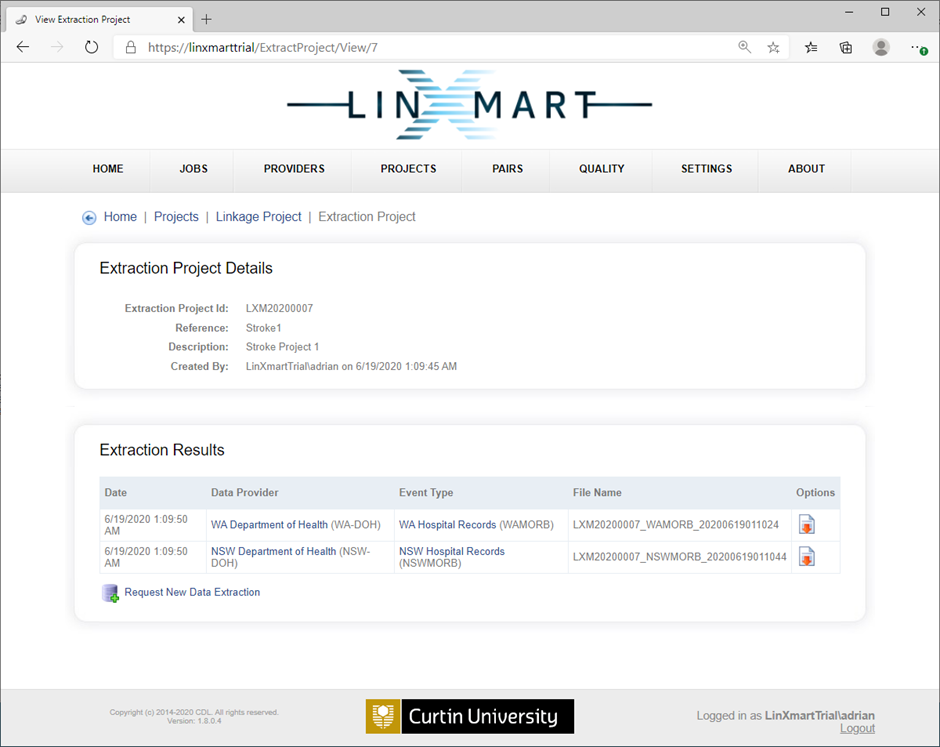 View Extraction Project
https://linxmarttrial/ExtractProject/View/7
LINXMART
HOME JOBS PROVIDERS PROJECTS PAIRS QUALITY SETTINGS ABOUT
Home | Projects | Linkage Project | Extraction Project
Extraction Project Details
Extraction Project Id: LXM20200007
Reference: Stroke1
Description: Stroke Project 1
Created By: LinXmartTrial\adrian on 6/19/2020 1:09:45 AM
Extraction Results
Date Data Provider Event Type File Name Options
6/19/2020 1:09:50
AM
WA Department of Health (WA-DOH) WA Hospital Records (WAMORB) LXM20200007_WAMORB_20200619011024
6/19/2020 1:09:50
AM
NSW Department of Health (NSW-
DOH)
NSW Hospital Records
(NSWMORB)
LXM20200007_NSWMORB_20200619011044
Request New Data Extraction
Copyright (c) 2014-2020 CDL. All rights reserved.
Version: 1.8.0.4
Curtin University
Logged in as LinXmartTrial\adrian
Logout